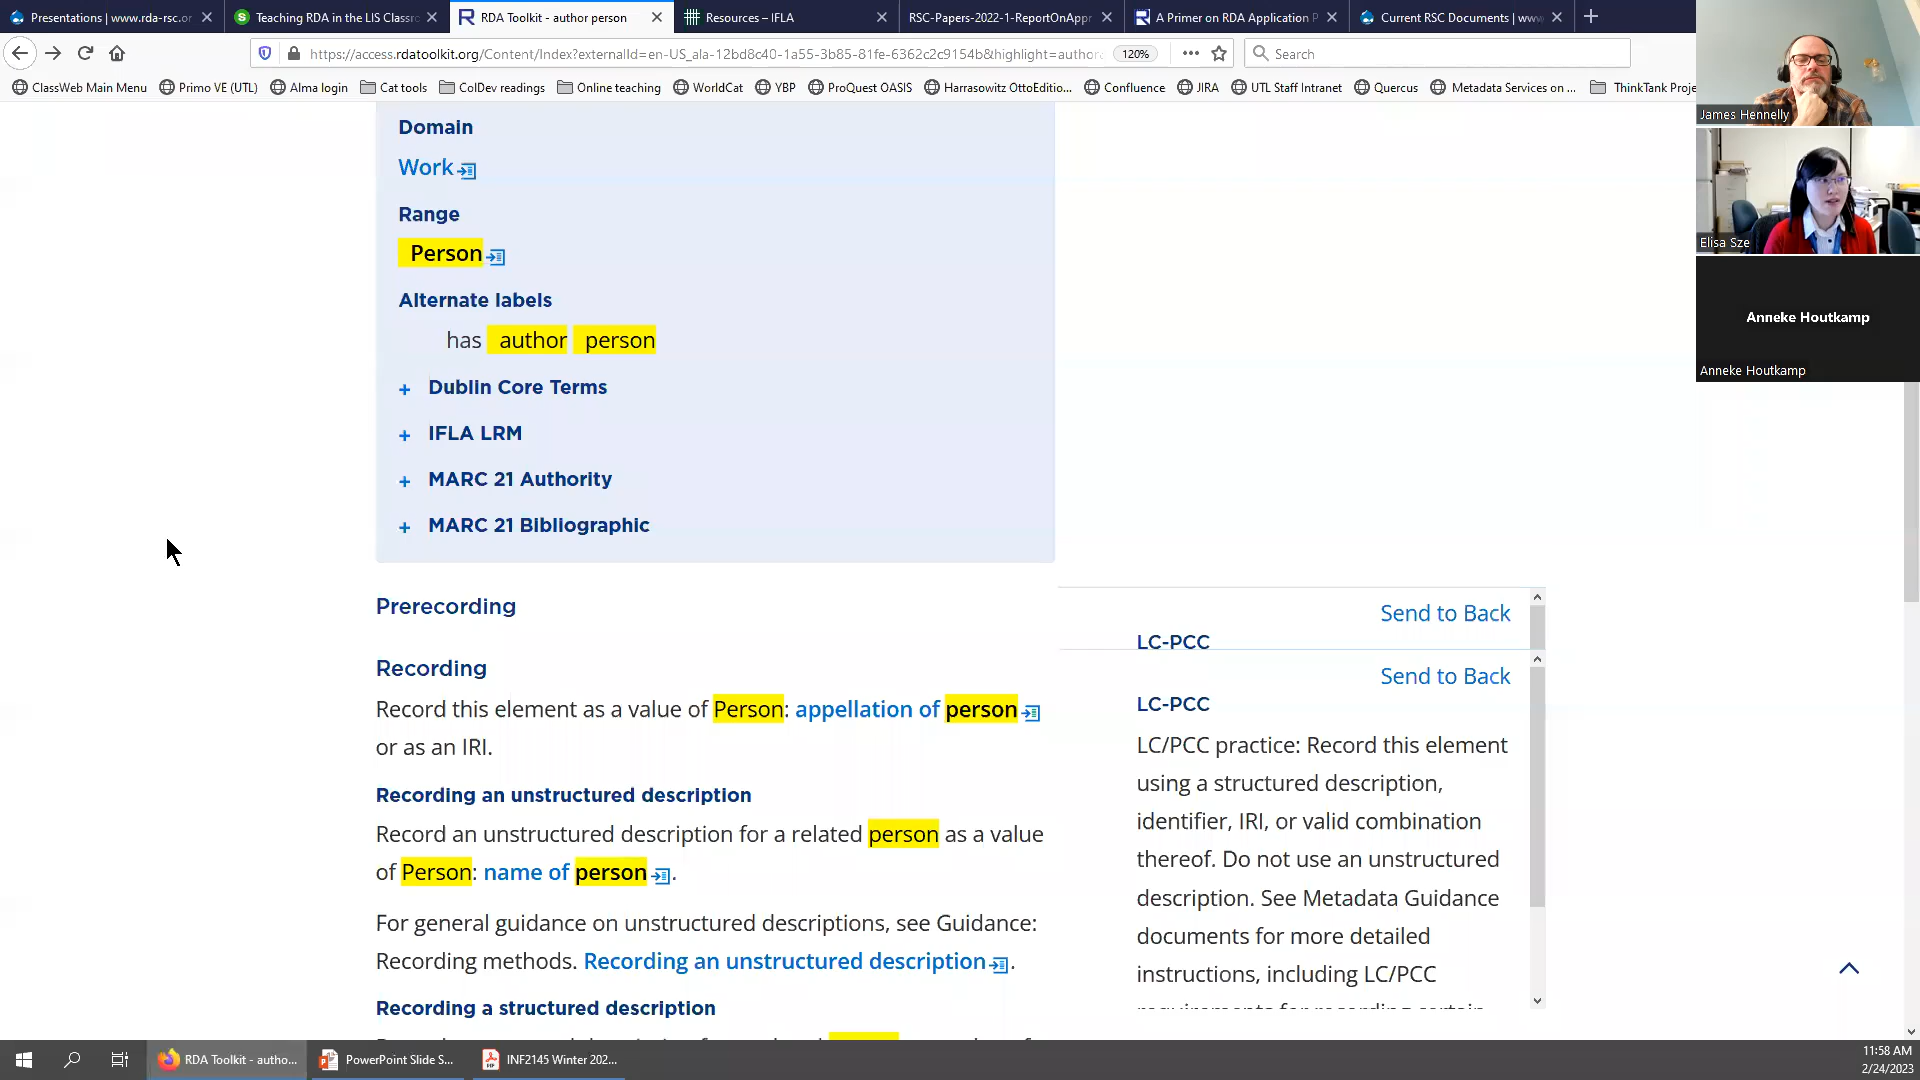 Presentations | www.rda-rsc.or
Teaching RDA in the LIS Classro
RDA Toolkit - author person
Resources – IFLA
RSC-Papers-2022-1-ReportOnAppr
A Primer on RDA Application P
Current RSC Documents | www
https://access.rdatoolkit.org/Content/Index?externalId=en-US_ala-12bd8c40-1a55-3b85-81fe-6362c2c9154b&highlight=autho
120%
Search
ClassWeb Main Menu
Primo VE (UTL)
Alma login
Cat tools
ColDev readings
Online teaching
WorldCat
YBP
ProQuest OASIS
Harrasowitz OttoEditio...
Confluence
JIRA
UTL Staff Intranet
Quercus
Metadata Services on ...
ThinkTank Proje
James Hennelly
Elisa Sze
Anneke Houtkamp
Anneke Houtkamp
Domain
Work
Range
Person
Alternate labels
has author person
+ Dublin Core Terms
+ IFLA LRM
+ MARC 21 Authority
+ MARC 21 Bibliographic
Prerecording
Recording
Record this element as a value of Person: appellation of person
or as an IRI.
Recording an unstructured description
Record an unstructured description for a related person as a value
of Person: name of person.
For general guidance on unstructured descriptions, see Guidance:
Recording methods. Recording an unstructured description.
Recording a structured description
Send to Back
LC-PCC
Send to Back
LC-PCC
LC/PCC practice: Record this element
using a structured description,
identifier, IRI, or valid combination
thereof. Do not use an unstructured
description. See Metadata Guidance
documents for more detailed
instructions, including LC/PCC
RDA Toolkit - autho...
PowerPoint Slide S...
INF2145 Winter 202...
11:58 AM
2/24/2023